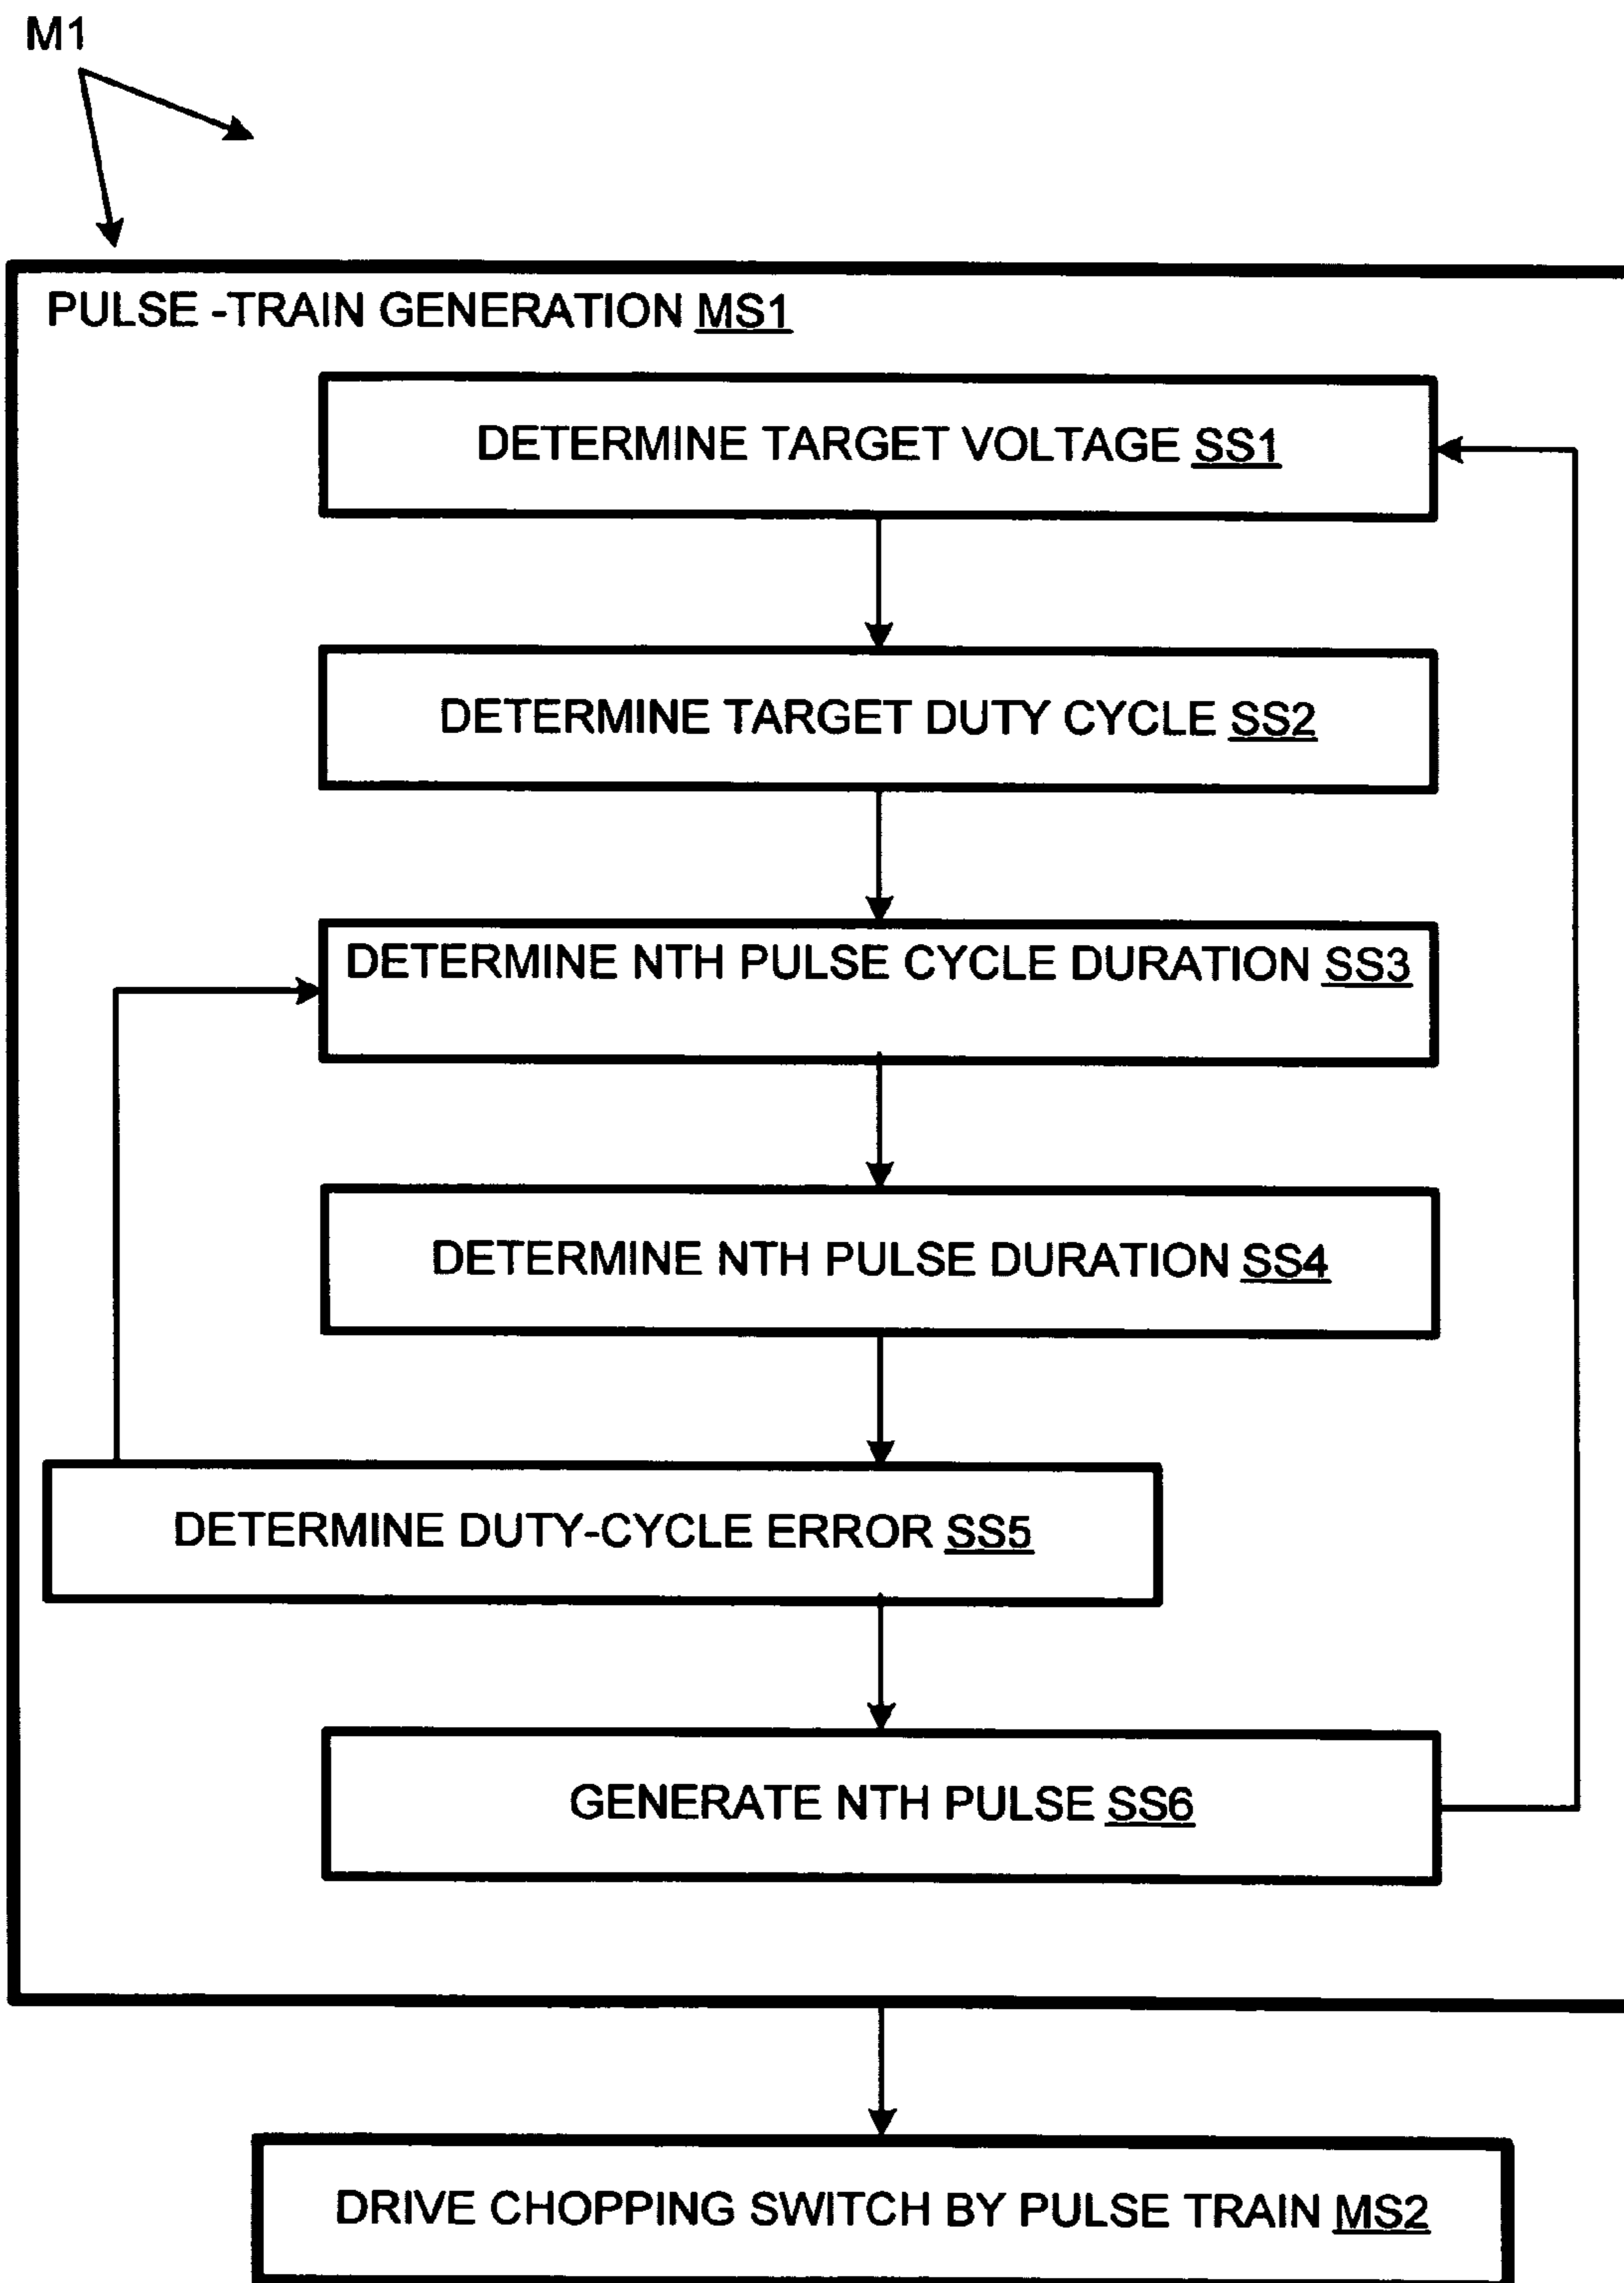 M1
PULSE -TRAIN GENERATION MS1
DETERMINE TARGET VOLTAGE SS1
DETERMINE TARGET DUTY CYCLE SS2
DETERMINE NTH PULSE CYCLE DURATION SS3
DETERMINE NTH PULSE DURATION SS4
DETERMINE DUTY-CYCLE ERROR SS5
GENERATE NTH PULSE SS6
DRIVE CHOPPING SWITCH BY PULSE TRAIN MS2